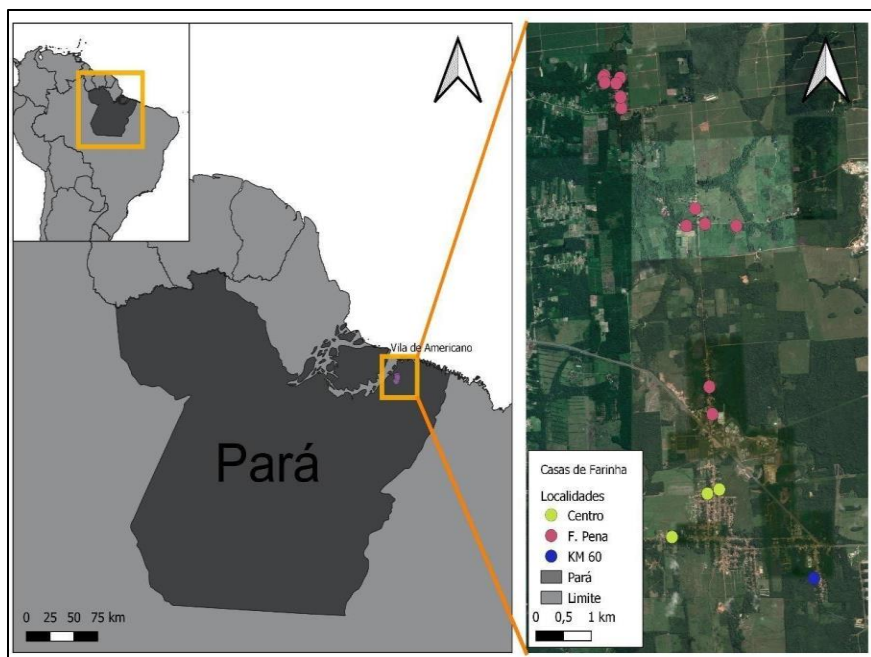 Vila de Americano
Pará
0 25 50 75 km
Casas de Farinha
Localidades
Centro
F. Pena
KM 60
Pará
Limite
0 0,5 1 km